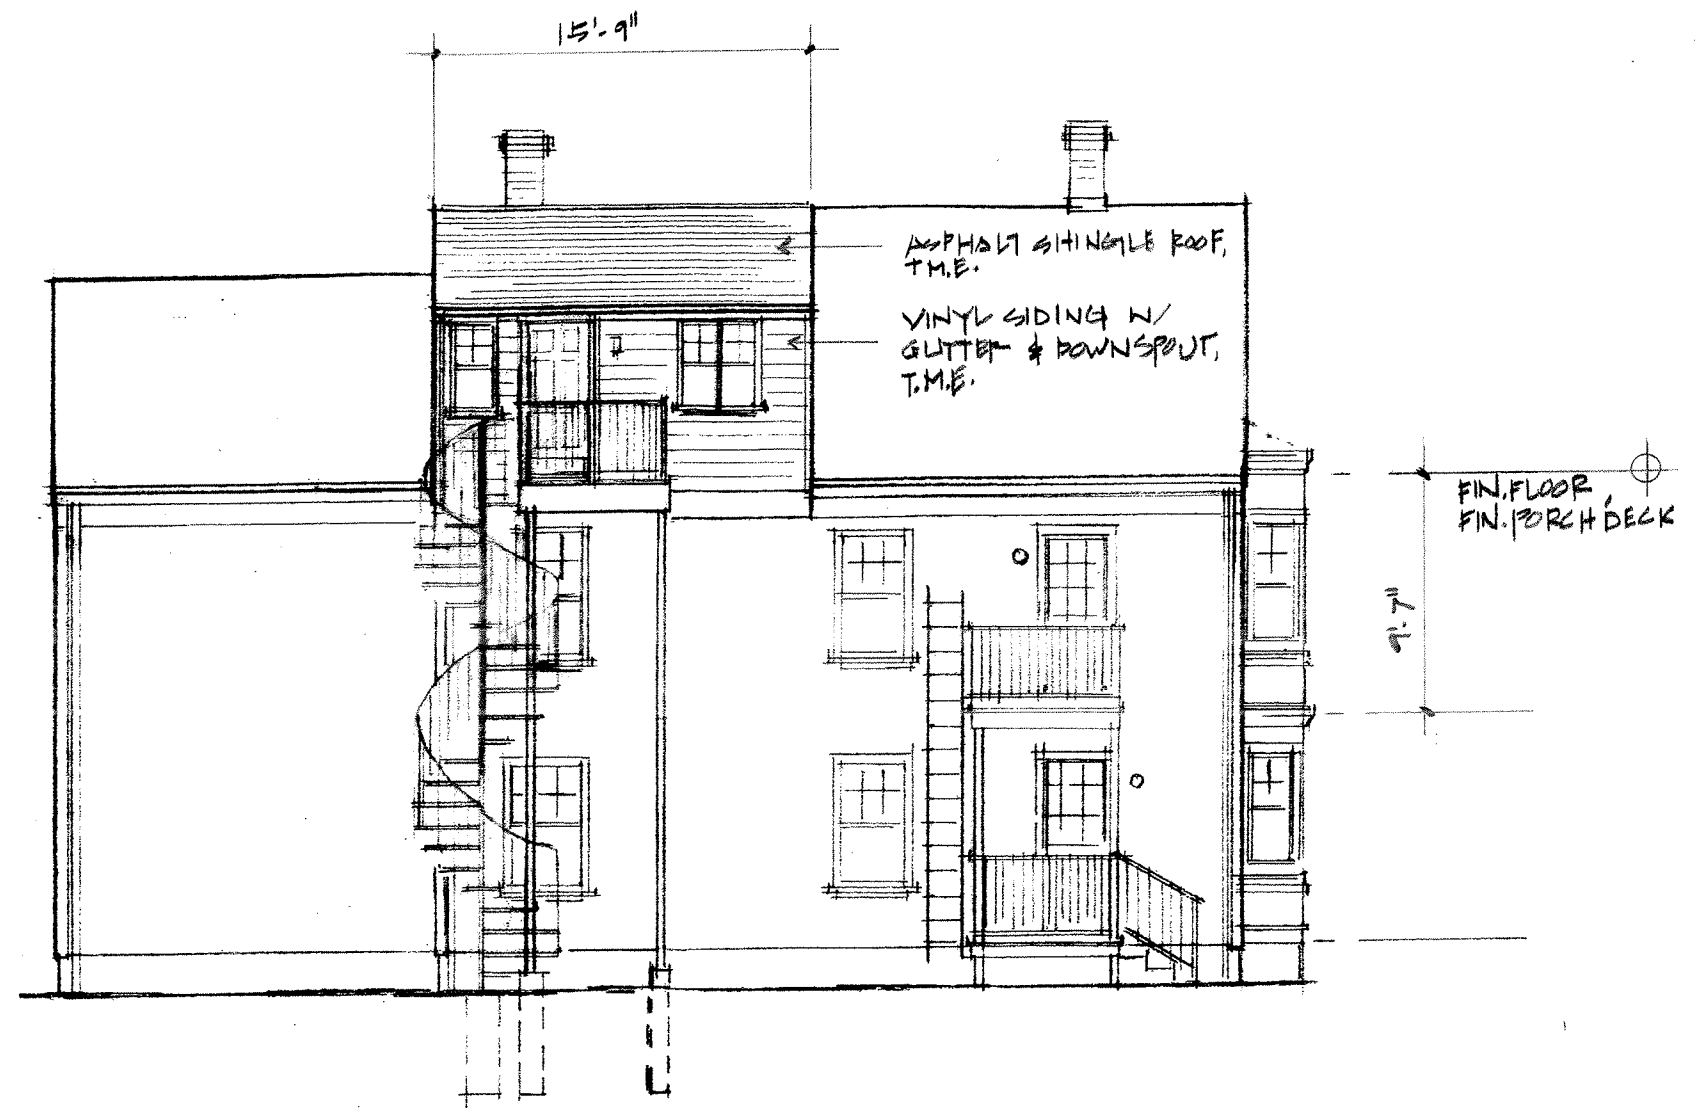 15'-9"
ASPHALT SHINGLE ROOF,
T.M.E.
VINYL SIDING W/
GUTTER & DOWNSPOUT,
T.M.E.
FIN. FLOOR,
FIN. PORCH DECK
9'-7"